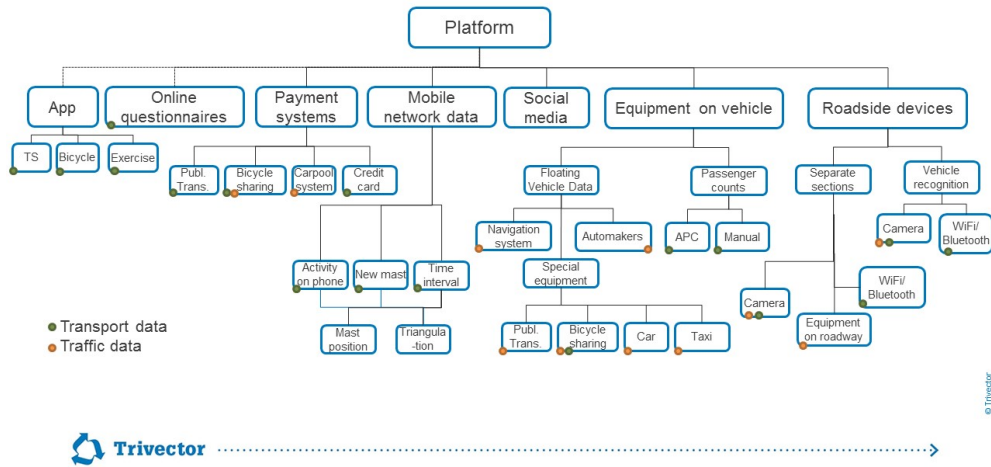 Platform
App
Online
questionnaires
Payment
systems
Mobile
network data
Social
media
Equipment on vehicle
Roadside devices
TS
Bicycle
Exercise
Publ.
Trans.
Bicycle
sharing
Carpool
system
Credit
card
Floating
Vehicle Data
Passenger
counts
Separate
sections
Vehicle
recognition
Navigation
system
Automakers
APC
Manual
Camera
WiFi/
Bluetooth
Activity
on phone
New mast
Time
interval
Special
equipment
Camera
WiFi/
Bluetooth
Mast
position
Triangula
-tion
Publ.
Trans.
Bicycle
sharing
Car
Taxi
Equipment
on roadway
Transport data
Traffic data
© Trivector
Trivector